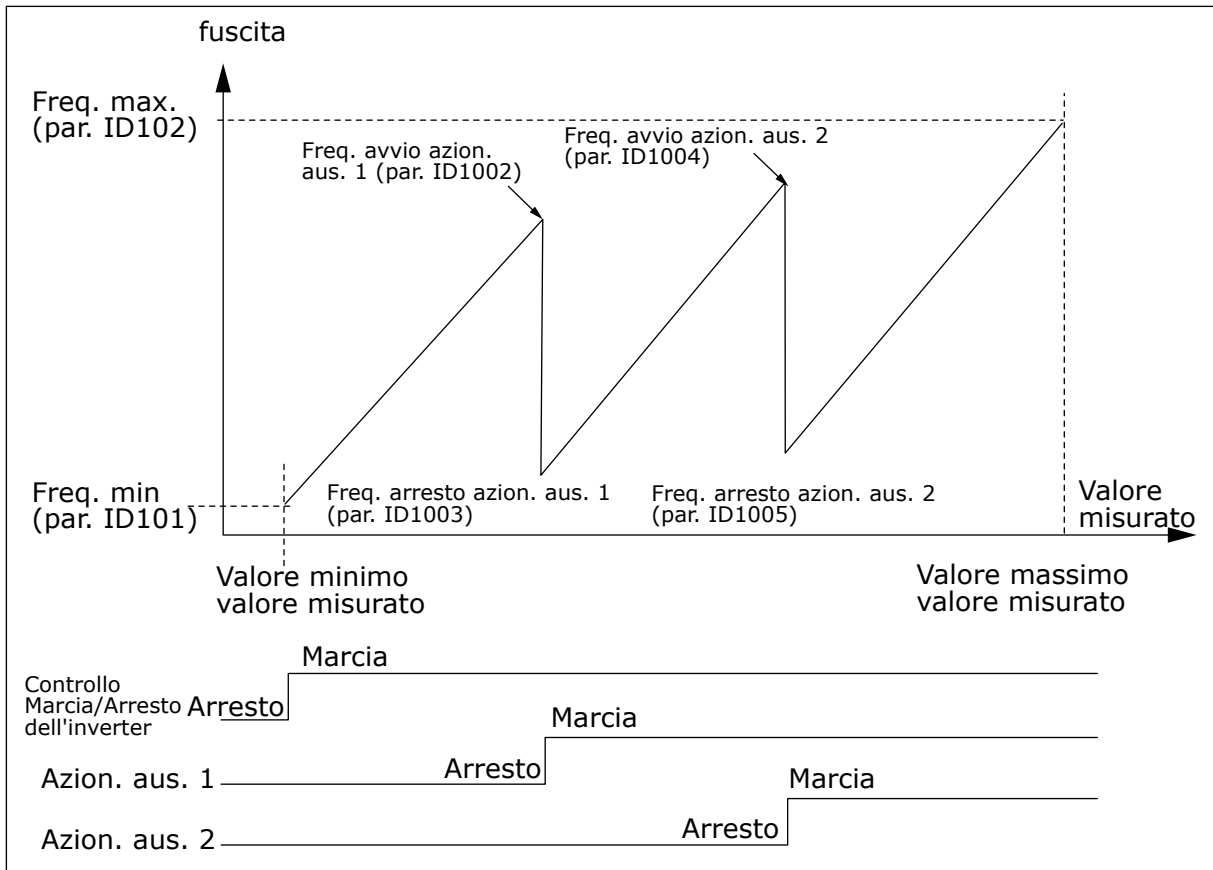 fuscita
Freq. max.
(par. ID102)
Freq. avvio azion.
aus. 1 (par. ID1002)
Freq. avvio azion. aus. 2
(par. ID1004)
Freq. min
(par. ID101)
Freq. arresto azion. aus. 1
(par. ID1003)
Freq. arresto azion. aus. 2
(par. ID1005)
Valore
misurato
Valore minimo
valore misurato
Valore massimo
valore misurato
Controllo
Marcia/Arresto
dell'inverter
Arresto
Marcia
Azion. aus. 1
Arresto
Marcia
Azion. aus. 2
Arresto
Marcia